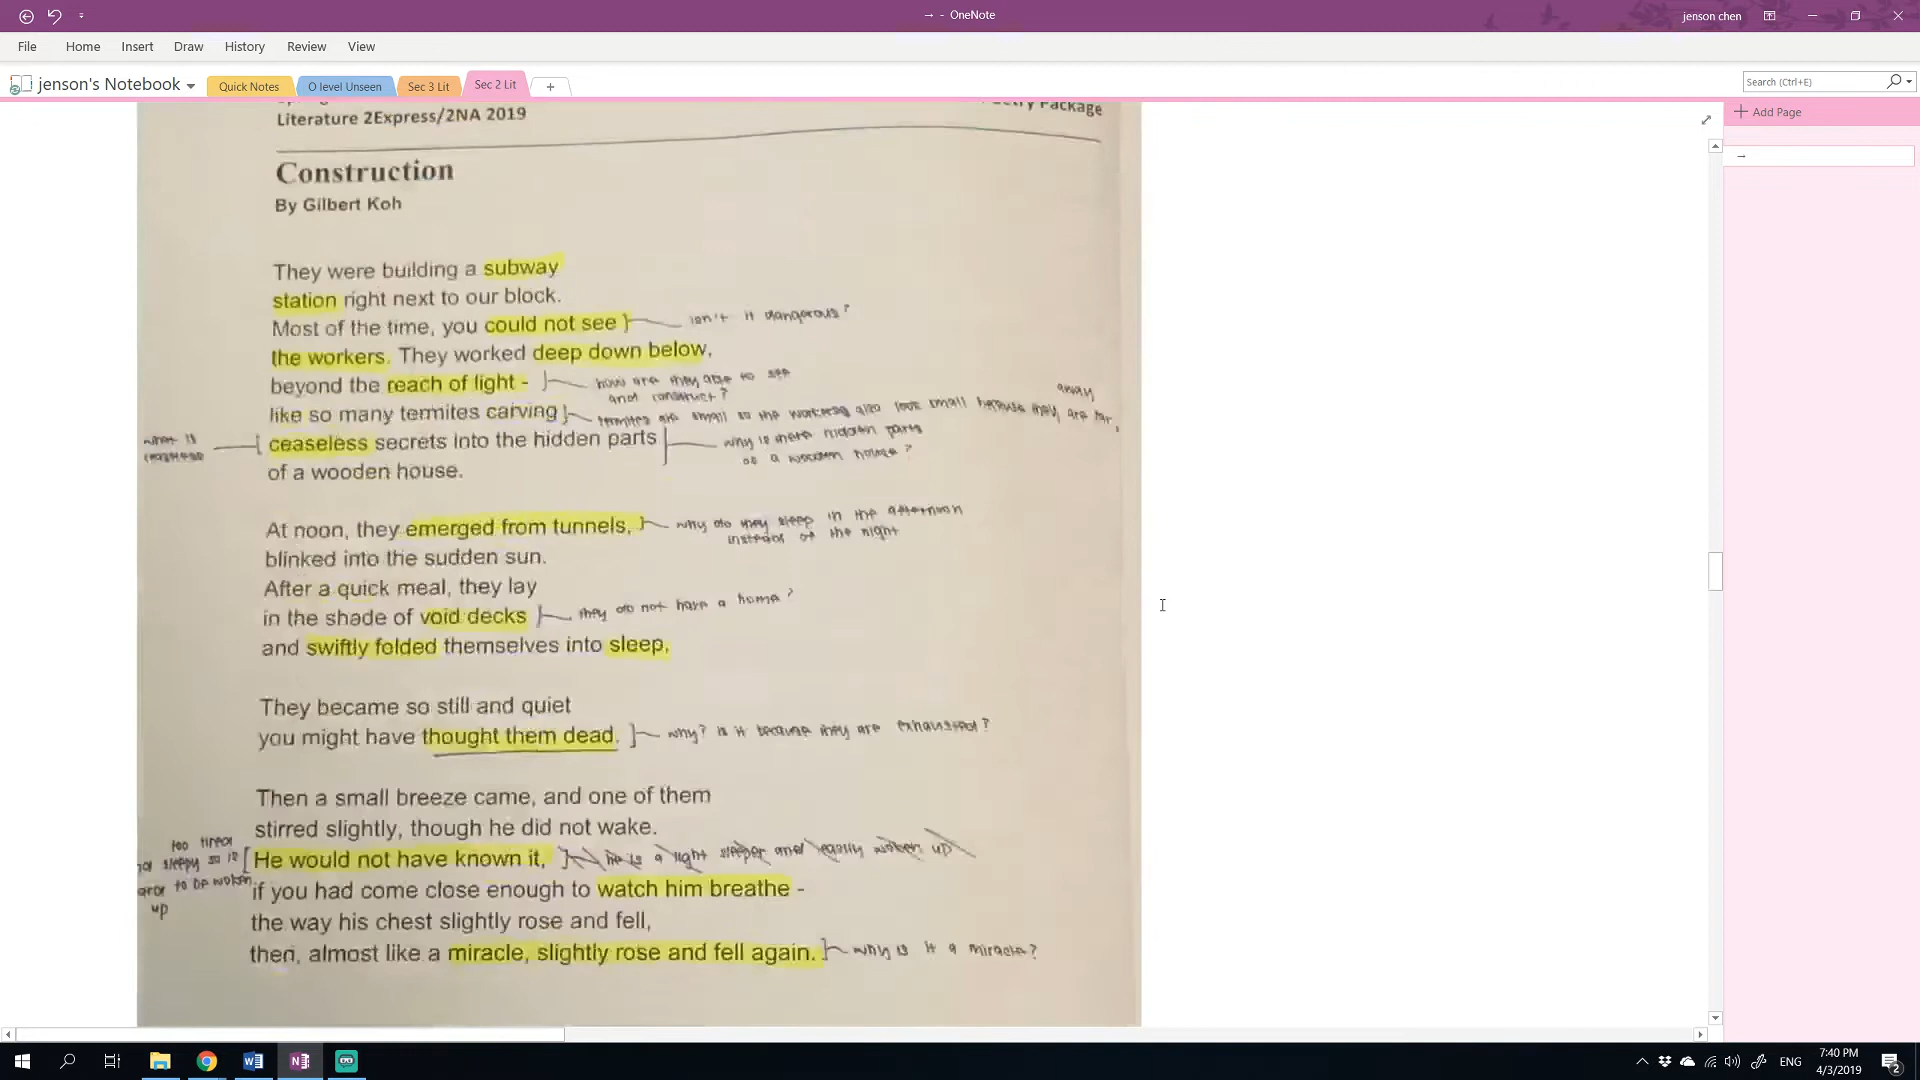 → - OneNote
jenson chen
File Home Insert Draw History Review View
jenson's Notebook
Quick Notes
O level Unseen
Sec 3 Lit
Sec 2 Lit
Search (Ctrl+E)
Add Page
→
Literature 2Express/2NA 2019
Package
Construction
By Gilbert Koh
They were building a subway
station right next to our block.
Most of the time, you could not see
isn't it dangerous?
the workers. They worked deep down below,
beyond the reach of light -
how are they able to see
and construct?
like so many termites carving
termites are small so the workers also look small because they are far
away
what is
ceaseless
ceaseless secrets into the hidden parts
why is there hidden parts
of a wooden house?
of a wooden house.
At noon, they emerged from tunnels,
why do they sleep in the afternoon
instead of the night
blinked into the sudden sun.
After a quick meal, they lay
in the shade of void decks
they do not have a home?
and swiftly folded themselves into sleep,
They became so still and quiet
you might have thought them dead.
why? is it because they are exhausted?
Then a small breeze came, and one of them
stirred slightly, though he did not wake.
too tired
sleepy so
to be woken
up
He would not have known it,
he is a light sleeper and easily woken up
if you had come close enough to watch him breathe -
the way his chest slightly rose and fell,
then, almost like a miracle, slightly rose and fell again.
why is it a miracle?
ENG
7:40 PM
4/3/2019
2